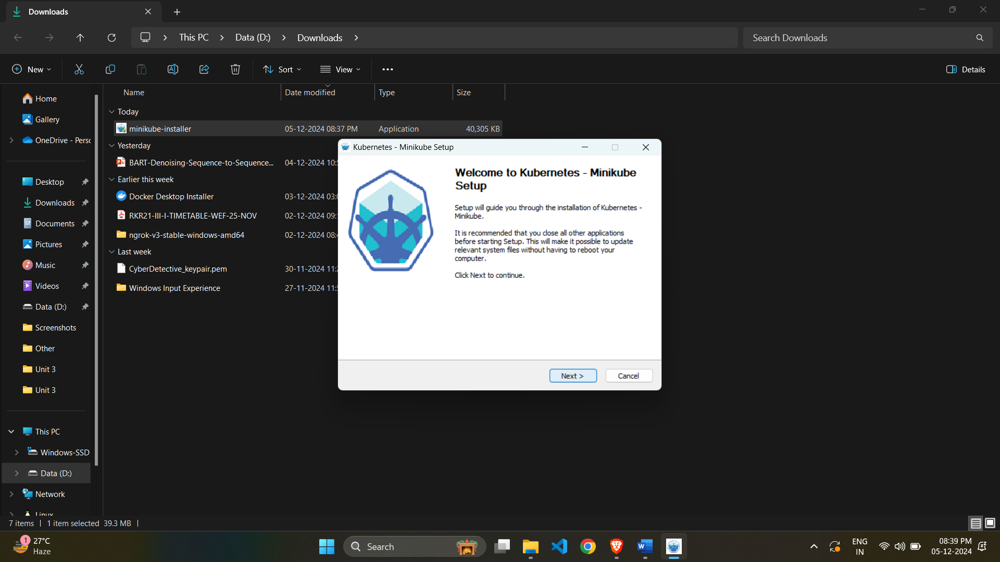 Downloads
This PC
Data (D:)
Downloads
Search Downloads
New
Sort
View
Details
Name
Date modified
Type
Size
Home
Gallery
OneDrive - Perso
Desktop
Downloads
Documents
Pictures
Music
Videos
Data (D:)
Screenshots
Other
Unit 3
Unit 3
This PC
Windows-SSD
Data (D:)
Network
Linux
Today
minikube-installer 05-12-2024 08:37 PM Application 40,305 KB
Yesterday
BART-Denoising-Sequence-to-Sequence... 04-12-2024 10:5
Earlier this week
Docker Desktop Installer 03-12-2024 03:0
RKR21-III-I-TIMETABLE-WEF-25-NOV 02-12-2024 09:1
ngrok-v3-stable-windows-amd64 02-12-2024 08:4
Last week
CyberDetective_keypair.pem 30-11-2024 11:2
Windows Input Experience 27-11-2024 11:5
Kubernetes - Minikube Setup
Welcome to Kubernetes - Minikube
Setup
Setup will guide you through the installation of Kubernetes -
Minikube.
It is recommended that you close all other applications
before starting Setup. This will make it possible to update
relevant system files without having to reboot your
computer.
Click Next to continue.
Next >
Cancel
7 items
1 item selected 39.3 MB
1
27°C
Haze
Search
ENG
IN
08:39 PM
05-12-2024